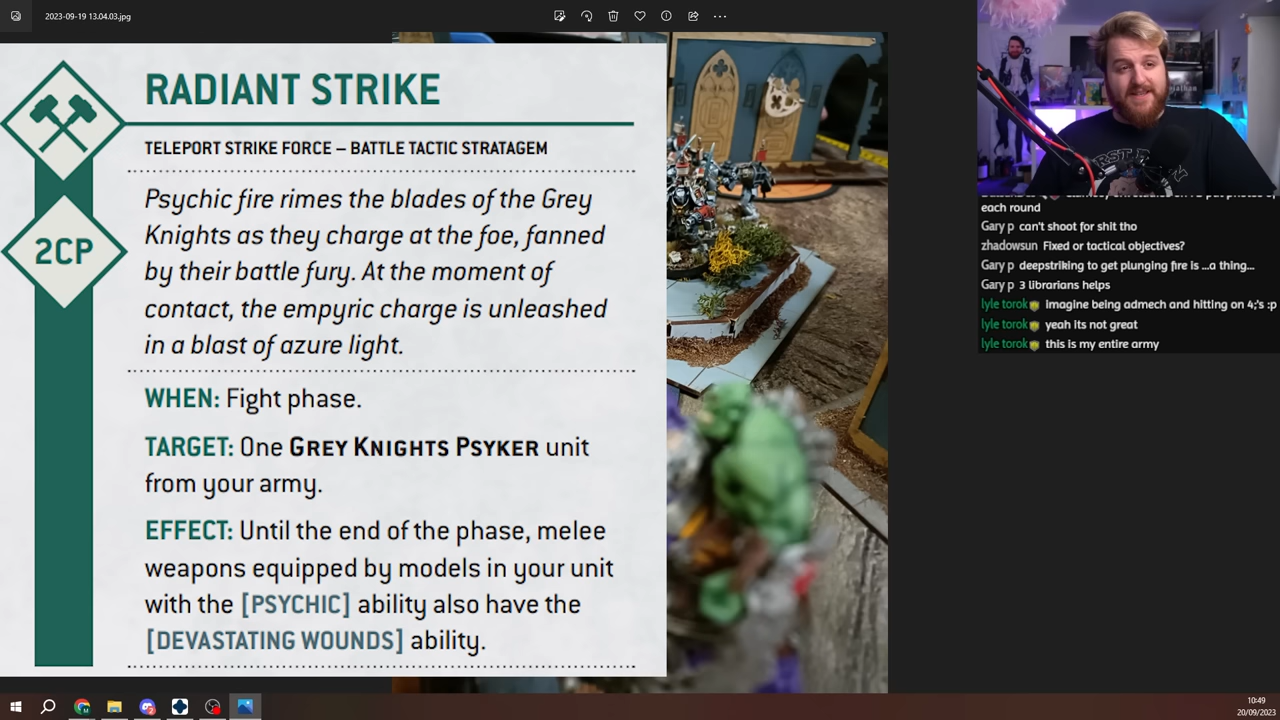 2023-09-19 13.04.03.jpg
RADIANT STRIKE
TELEPORT STRIKE FORCE – BATTLE TACTIC STRATAGEM
2CP
Psychic fire rimes the blades of the Grey
Knights as they charge at the foe, fanned
by their battle fury. At the moment of
contact, the empyric charge is unleashed
in a blast of azure light.
WHEN: Fight phase.
TARGET: One GREY KNIGHTS PSYKER unit
from your army.
EFFECT: Until the end of the phase, melee
weapons equipped by models in your unit
with the [PSYCHIC] ability also have the
[DEVASTATING WOUNDS] ability.
each round
Gary p can't shoot for shit tho
zhadowsun Fixed or tactical objectives?
Gary p deepstriking to get plunging fire is ...a thing...
Gary p 3 librarians helps
lyle torok imagine being admech and hitting on 4;'s :p
lyle torok yeah its not great
lyle torok this is my entire army
10:49
20/09/2023